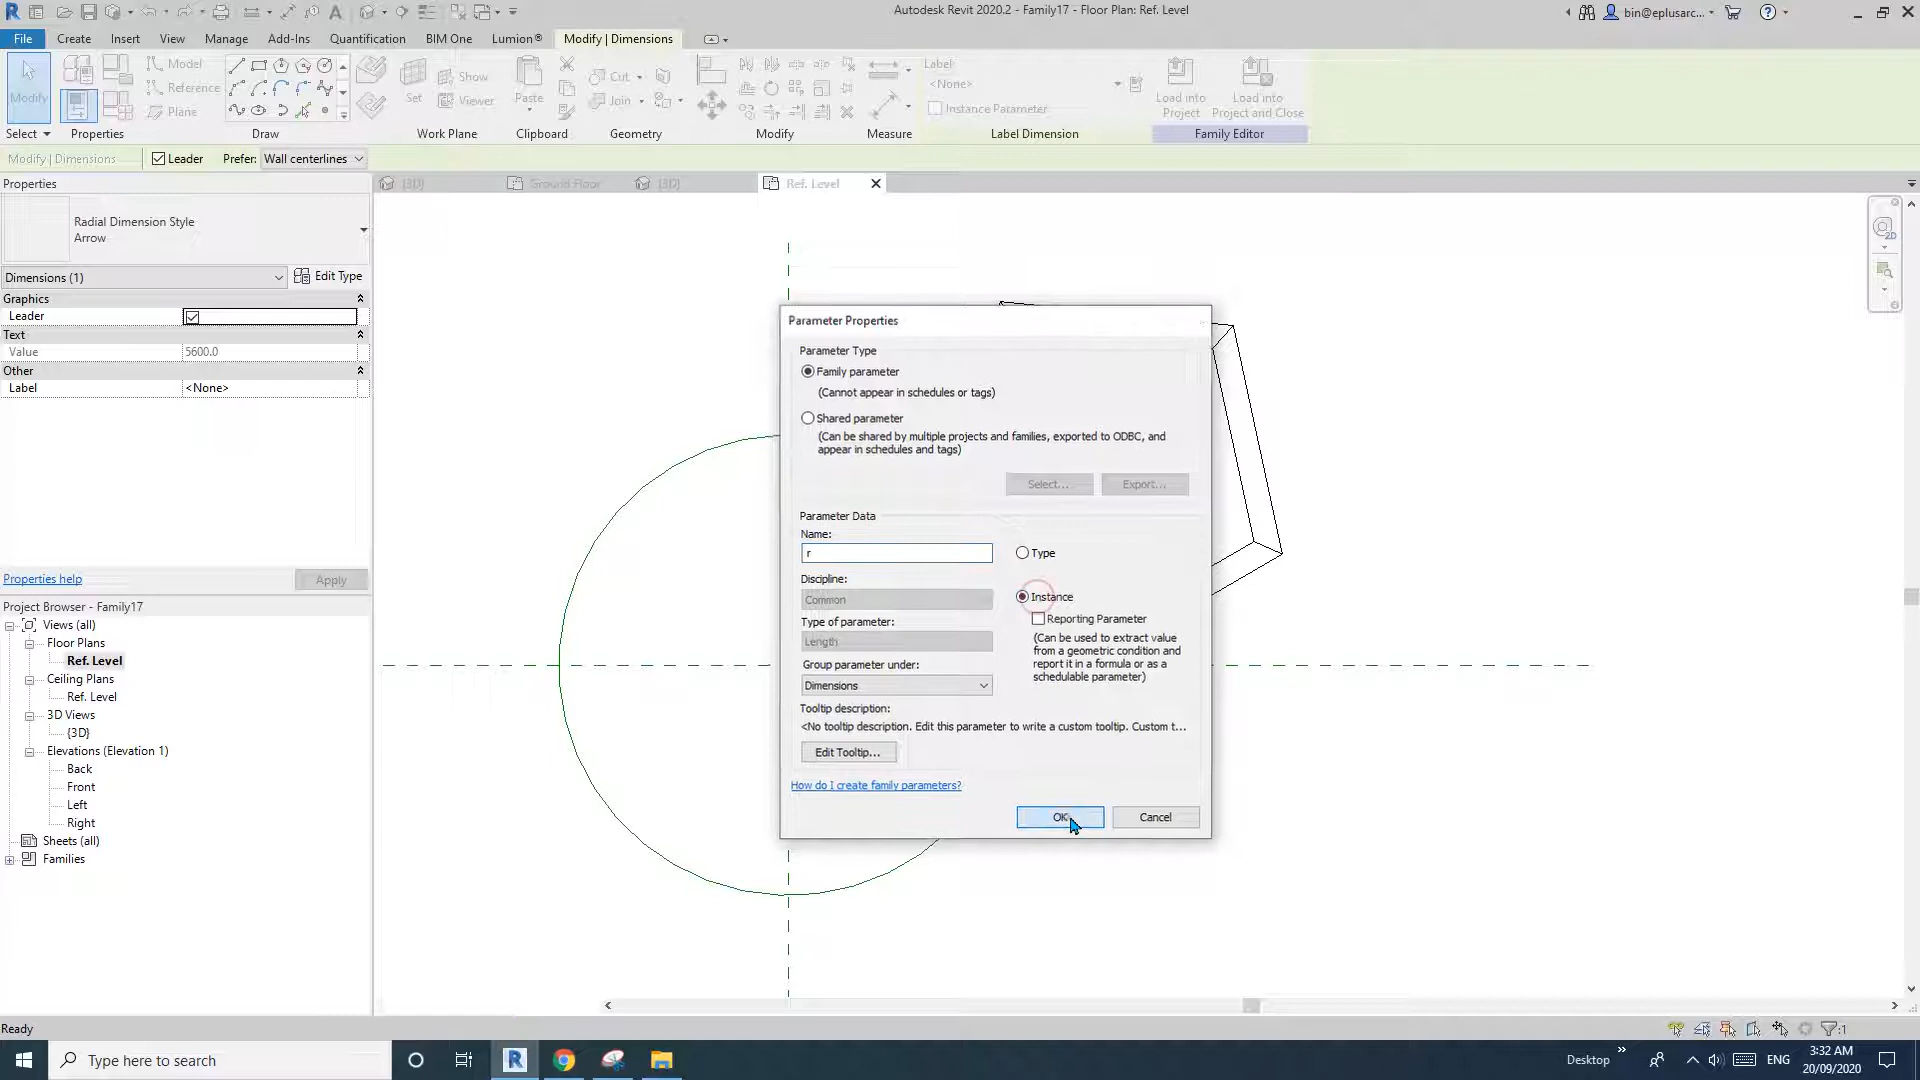 Autodesk Revit 2020.2 - Family17 - Floor Plan: Ref. Level
bin@eplusarc...
File Create Insert View Manage Add-Ins Quantification BIM One Lumion® Modify | Dimensions
Modify
Model
Reference
Plane
Set
Show
Viewer
Paste
Cut
Join
Label:
<None>
Instance Parameter
Load into Project
Load into Project and Close
Select Properties Draw Work Plane Clipboard Geometry Modify Measure Label Dimension Family Editor
Modify | Dimensions Leader Prefer: Wall centerlines
Properties
{3D} Ground Floor {3D} Ref. Level
Radial Dimension Style
Arrow
Dimensions (1) Edit Type
Graphics
Leader
Text
Value 5600.0
Other
Label <None>
Properties help Apply
Project Browser - Family17
Views (all)
Floor Plans
Ref. Level
Ceiling Plans
Ref. Level
3D Views
{3D}
Elevations (Elevation 1)
Back
Front
Left
Right
Sheets (all)
Families
Parameter Properties
Parameter Type
Family parameter
(Cannot appear in schedules or tags)
Shared parameter
(Can be shared by multiple projects and families, exported to ODBC, and
appear in schedules and tags)
Select... Export...
Parameter Data
Name:
r
Type
Discipline:
Common
Instance
Reporting Parameter
Type of parameter:
Length
(Can be used to extract value
from a geometric condition and
report it in a formula or as a
schedulable parameter)
Group parameter under:
Dimensions
Tooltip description:
<No tooltip description. Edit this parameter to write a custom tooltip. Custom t...
Edit Tooltip...
How do I create family parameters?
OK Cancel
Ready
:1
Type here to search
Desktop
ENG
3:32 AM
20/09/2020